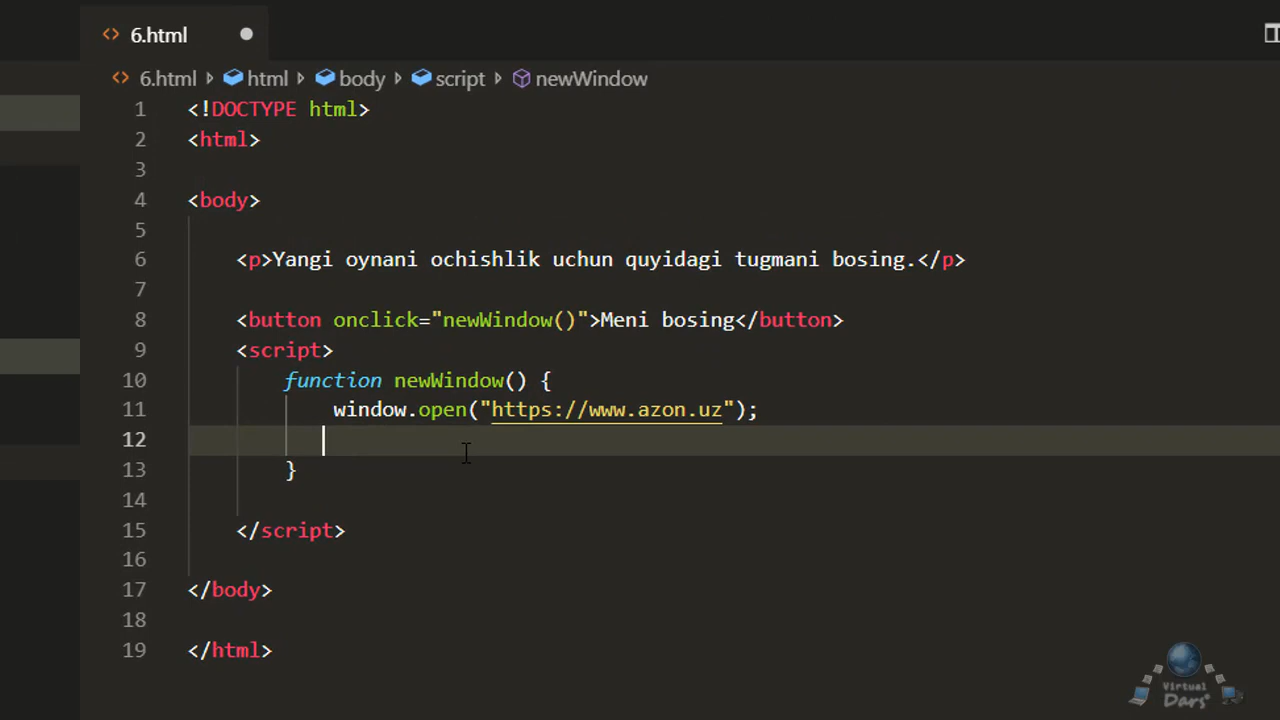 6.html
6.html html body script newWindow
1 <!DOCTYPE html>
2 <html>
3
4 <body>
5
6 <p>Yangi oynani ochishlik uchun quyidagi tugmani bosing.</p>
7
8 <button onclick="newWindow()">Meni bosing</button>
9 <script>
10 function newWindow() {
11 window.open("https://www.azon.uz");
12
13 }
14
15 </script>
16
17 </body>
18
19 </html>
Virtual
Dars